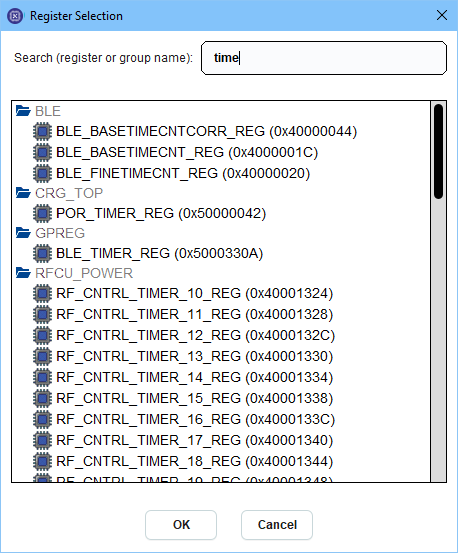 Register Selection
Search (register or group name): time
BLE
BLE_BASETIMECNTCORR_REG (0x40000044)
BLE_BASETIMECNT_REG (0x4000001C)
BLE_FINETIMECNT_REG (0x40000020)
CRG_TOP
POR_TIMER_REG (0x50000042)
GPREG
BLE_TIMER_REG (0x5000330A)
RFCU_POWER
RF_CNTRL_TIMER_10_REG (0x40001324)
RF_CNTRL_TIMER_11_REG (0x40001328)
RF_CNTRL_TIMER_12_REG (0x4000132C)
RF_CNTRL_TIMER_13_REG (0x40001330)
RF_CNTRL_TIMER_14_REG (0x40001334)
RF_CNTRL_TIMER_15_REG (0x40001338)
RF_CNTRL_TIMER_16_REG (0x4000133C)
RF_CNTRL_TIMER_17_REG (0x40001340)
RF_CNTRL_TIMER_18_REG (0x40001344)
RF_CNTRL_TIMER_19_REG (0x40001348)
OK Cancel